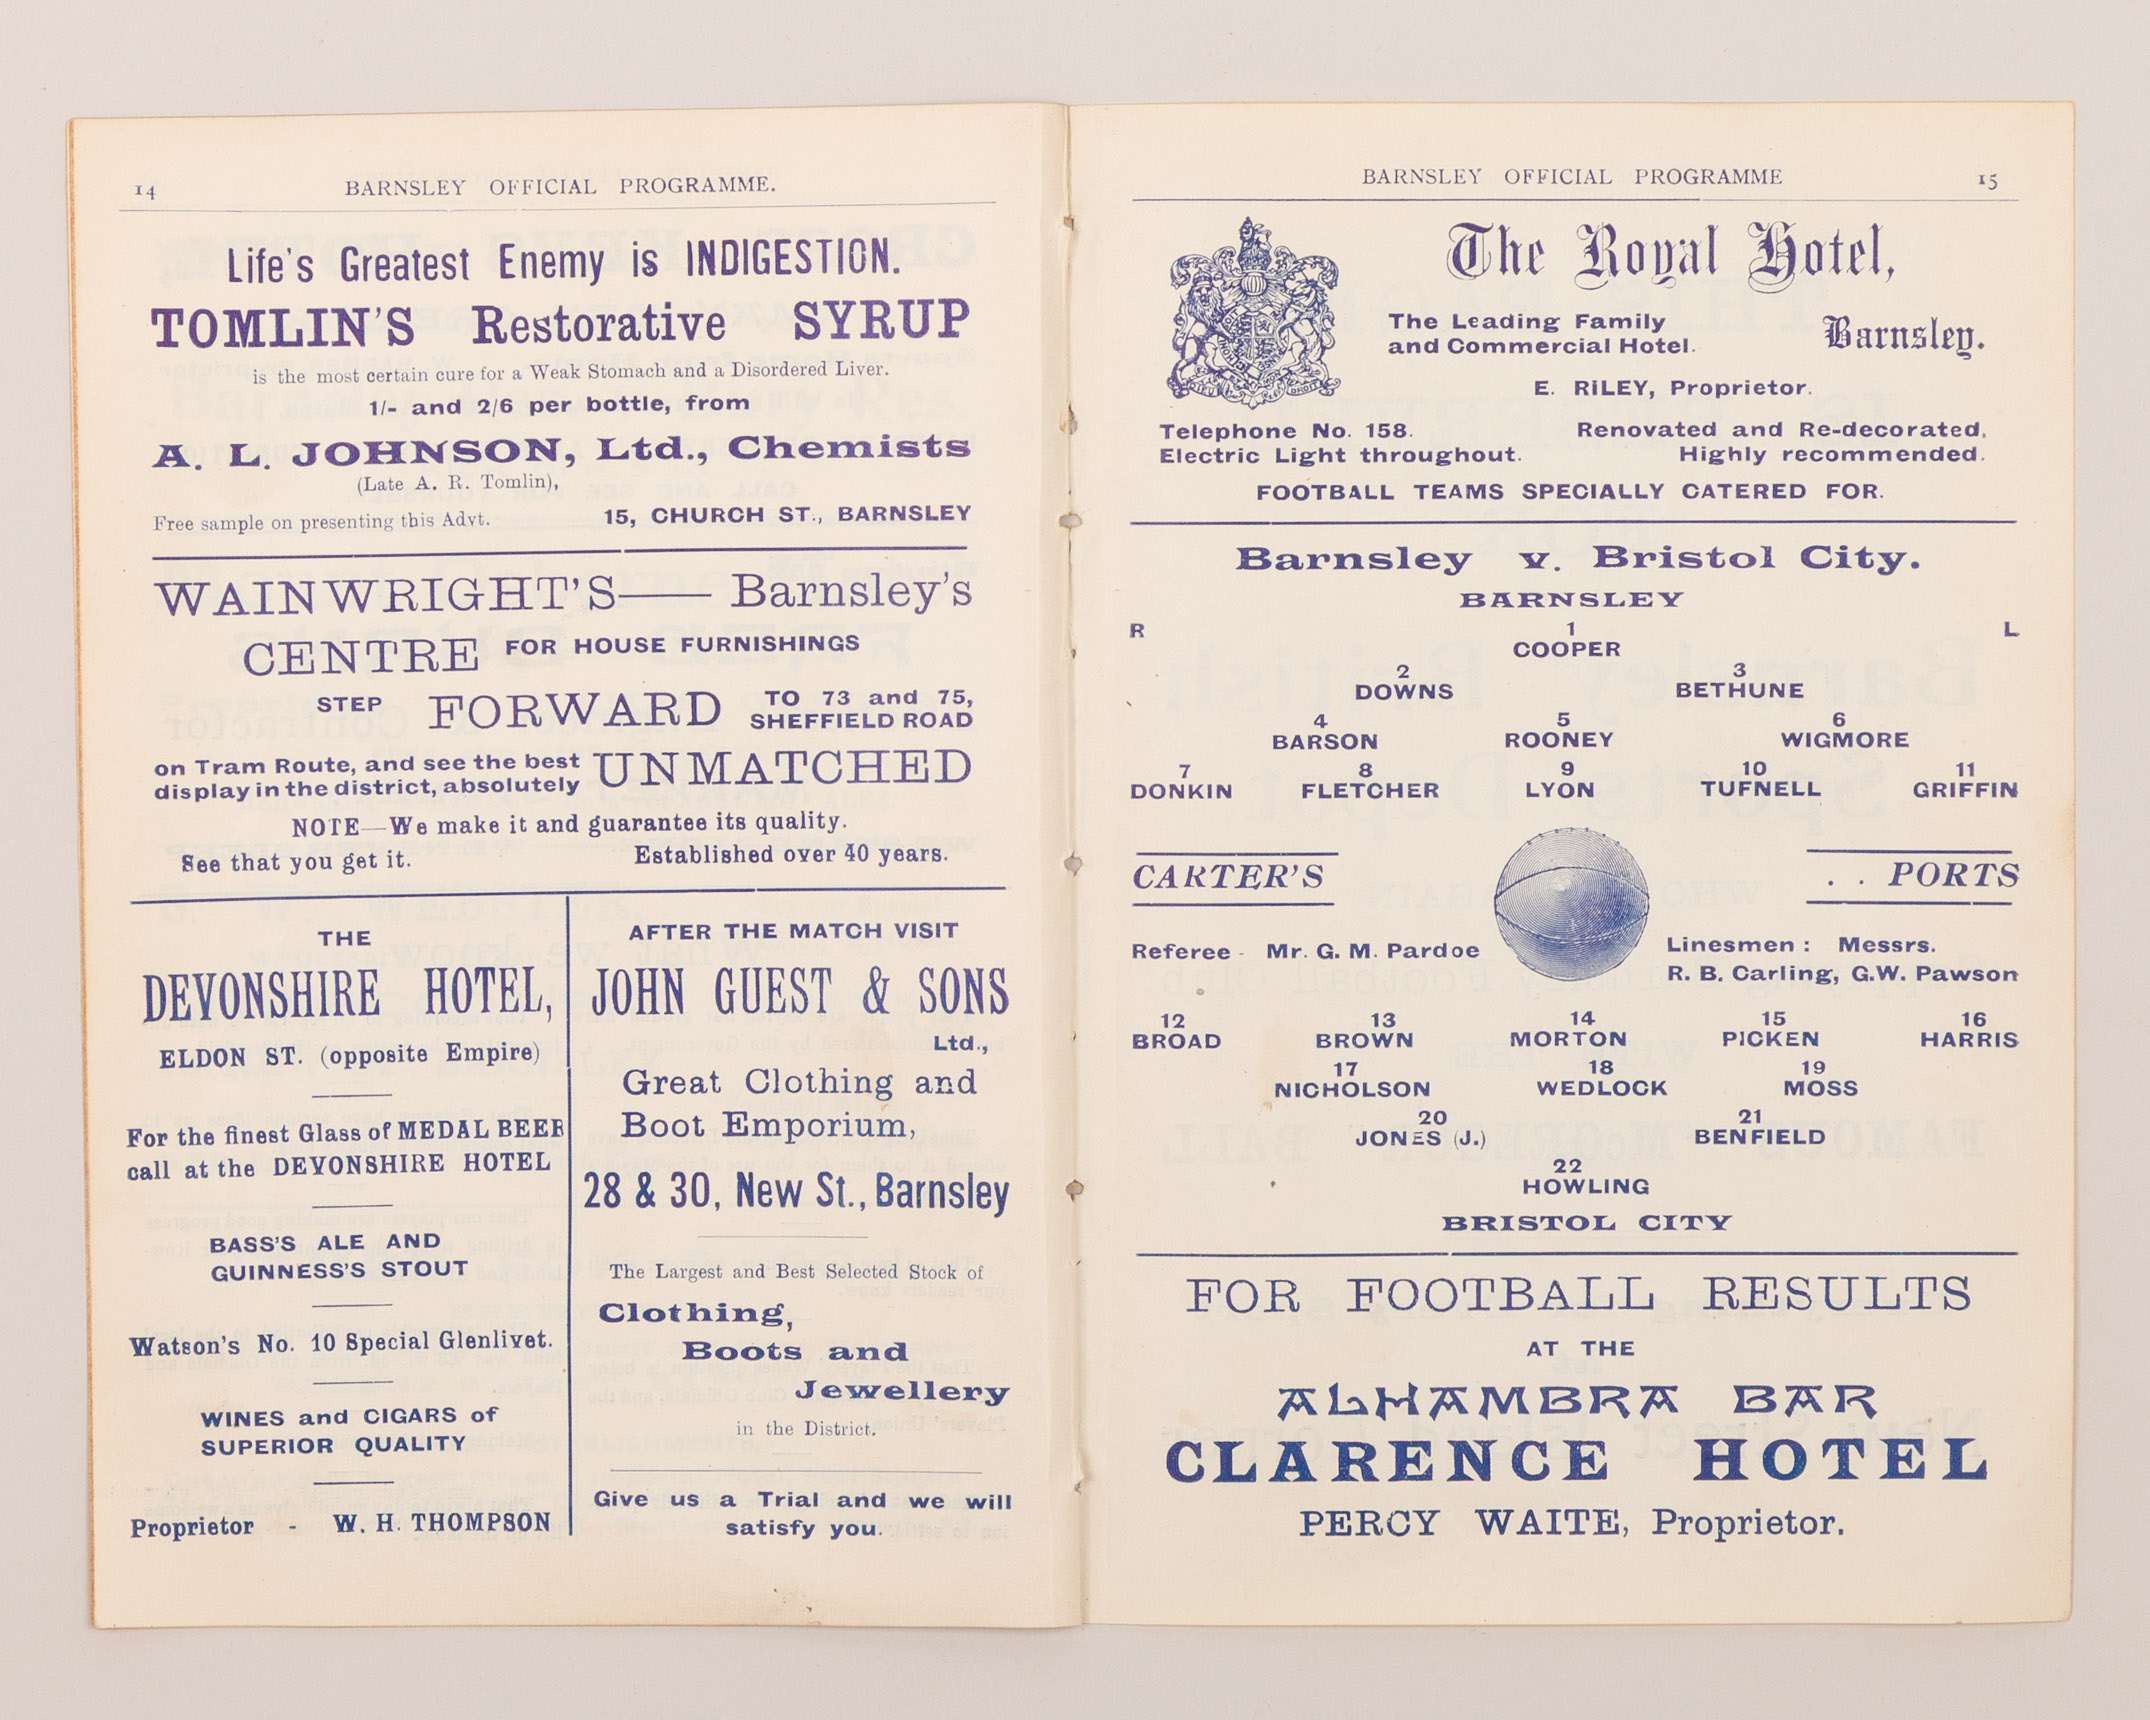 14 BARNSLEY OFFICIAL PROGRAMME.
Life's Greatest Enemy is INDIGESTION.
TOMLIN'S Restorative SYRUP
is the most certain cure for a Weak Stomach and a Disordered Liver.
1/- and 2/6 per bottle, from
A. L. JOHNSON, Ltd., Chemists
(Late A. R. Tomlin),
Free sample on presenting this Advt. 15, CHURCH ST., BARNSLEY
WAINWRIGHT'S—— Barnsley's
CENTRE FOR HOUSE FURNISHINGS
STEP FORWARD TO 73 and 75,
SHEFFIELD ROAD
on Tram Route, and see the best
display in the district, absolutely UNMATCHED
NOTE—We make it and guarantee its quality.
See that you get it. Established over 40 years.
THE
DEVONSHIRE HOTEL,
ELDON ST. (opposite Empire)
For the finest Glass of MEDAL BEER
call at the DEVONSHIRE HOTEL
BASS'S ALE AND
GUINNESS'S STOUT
Watson's No. 10 Special Glenlivet.
WINES and CIGARS of
SUPERIOR QUALITY
Proprietor - W. H. THOMPSON
AFTER THE MATCH VISIT
JOHN GUEST & SONS
Ltd.,
Great Clothing and
Boot Emporium,
28 & 30, New St., Barnsley
The Largest and Best Selected Stock of
Clothing,
Boots and
Jewellery
in the District.
Give us a Trial and we will
satisfy you.
BARNSLEY OFFICIAL PROGRAMME 15
The Royal Hotel,
The Leading Family
and Commercial Hotel. Barnsley.
E. RILEY, Proprietor.
Telephone No. 158. Renovated and Re-decorated,
Electric Light throughout. Highly recommended.
FOOTBALL TEAMS SPECIALLY CATERED FOR.
Barnsley v. Bristol City.
BARNSLEY
R 1 L
COOPER
2 3
DOWNS BETHUNE
4 5 6
BARSON ROONEY WIGMORE
7 8 9 10 11
DONKIN FLETCHER LYON TUFNELL GRIFFIN
CARTER'S . . PORTS
Referee - Mr. G. M. Pardoe Linesmen : Messrs.
R. B. Carling, G.W. Pawson
12 13 14 15 16
BROAD BROWN MORTON PICKEN HARRIS
17 18 19
NICHOLSON WEDLOCK MOSS
20 21
JONES (J.) BENFIELD
22
HOWLING
BRISTOL CITY
FOR FOOTBALL RESULTS
AT THE
ALHAMBRA BAR
CLARENCE HOTEL
PERCY WAITE, Proprietor.